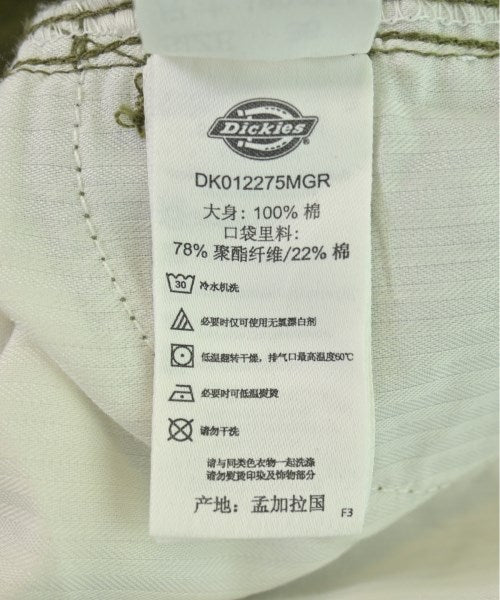 Dickies
DK012275MGR
大身: 100% 棉
口袋里料:
78% 聚酯纤维/22% 棉
30 冷水机洗
必要时仅可使用无氯漂白剂
低温翻转干燥，排气口最高温度60℃
必要时可低温熨烫
请勿干洗
请与同类色衣物一起洗涤
请勿熨烫印染及饰物部分
产地: 孟加拉国 F3